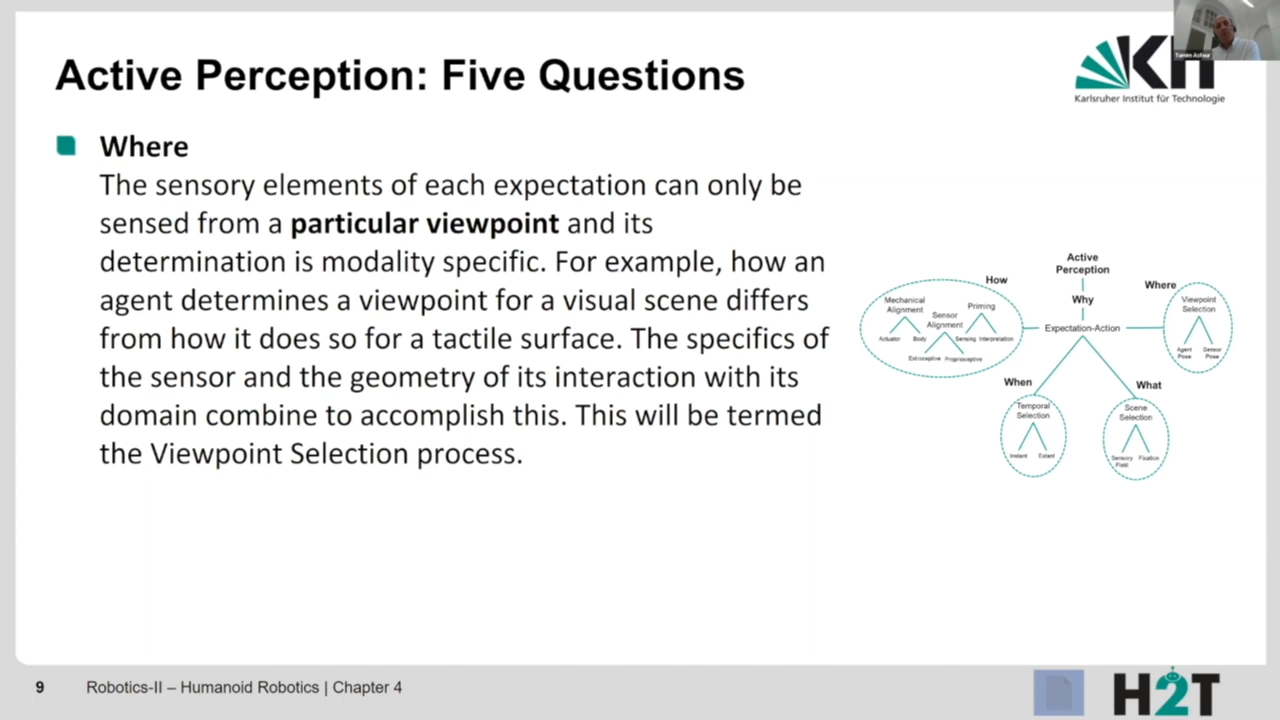 Active Perception: Five Questions
KIT
Karlsruher Institut für Technologie
Tamim Asfour
Where
The sensory elements of each expectation can only be
sensed from a particular viewpoint and its
determination is modality specific. For example, how an
agent determines a viewpoint for a visual scene differs
from how it does so for a tactile surface. The specifics of
the sensor and the geometry of its interaction with its
domain combine to accomplish this. This will be termed
the Viewpoint Selection process.
Active
Perception
Why
Expectation-Action
How
Mechanical
Alignment
Actuator
Body
Sensor
Alignment
Exteroceptive
Proprioceptive
Priming
Sensing
Interpretation
Where
Viewpoint
Selection
Agent
Pose
Sensor
Pose
When
Temporal
Selection
Instant
Extent
What
Scene
Selection
Sensory
Field
Fixation
9
Robotics-II – Humanoid Robotics | Chapter 4
H2T